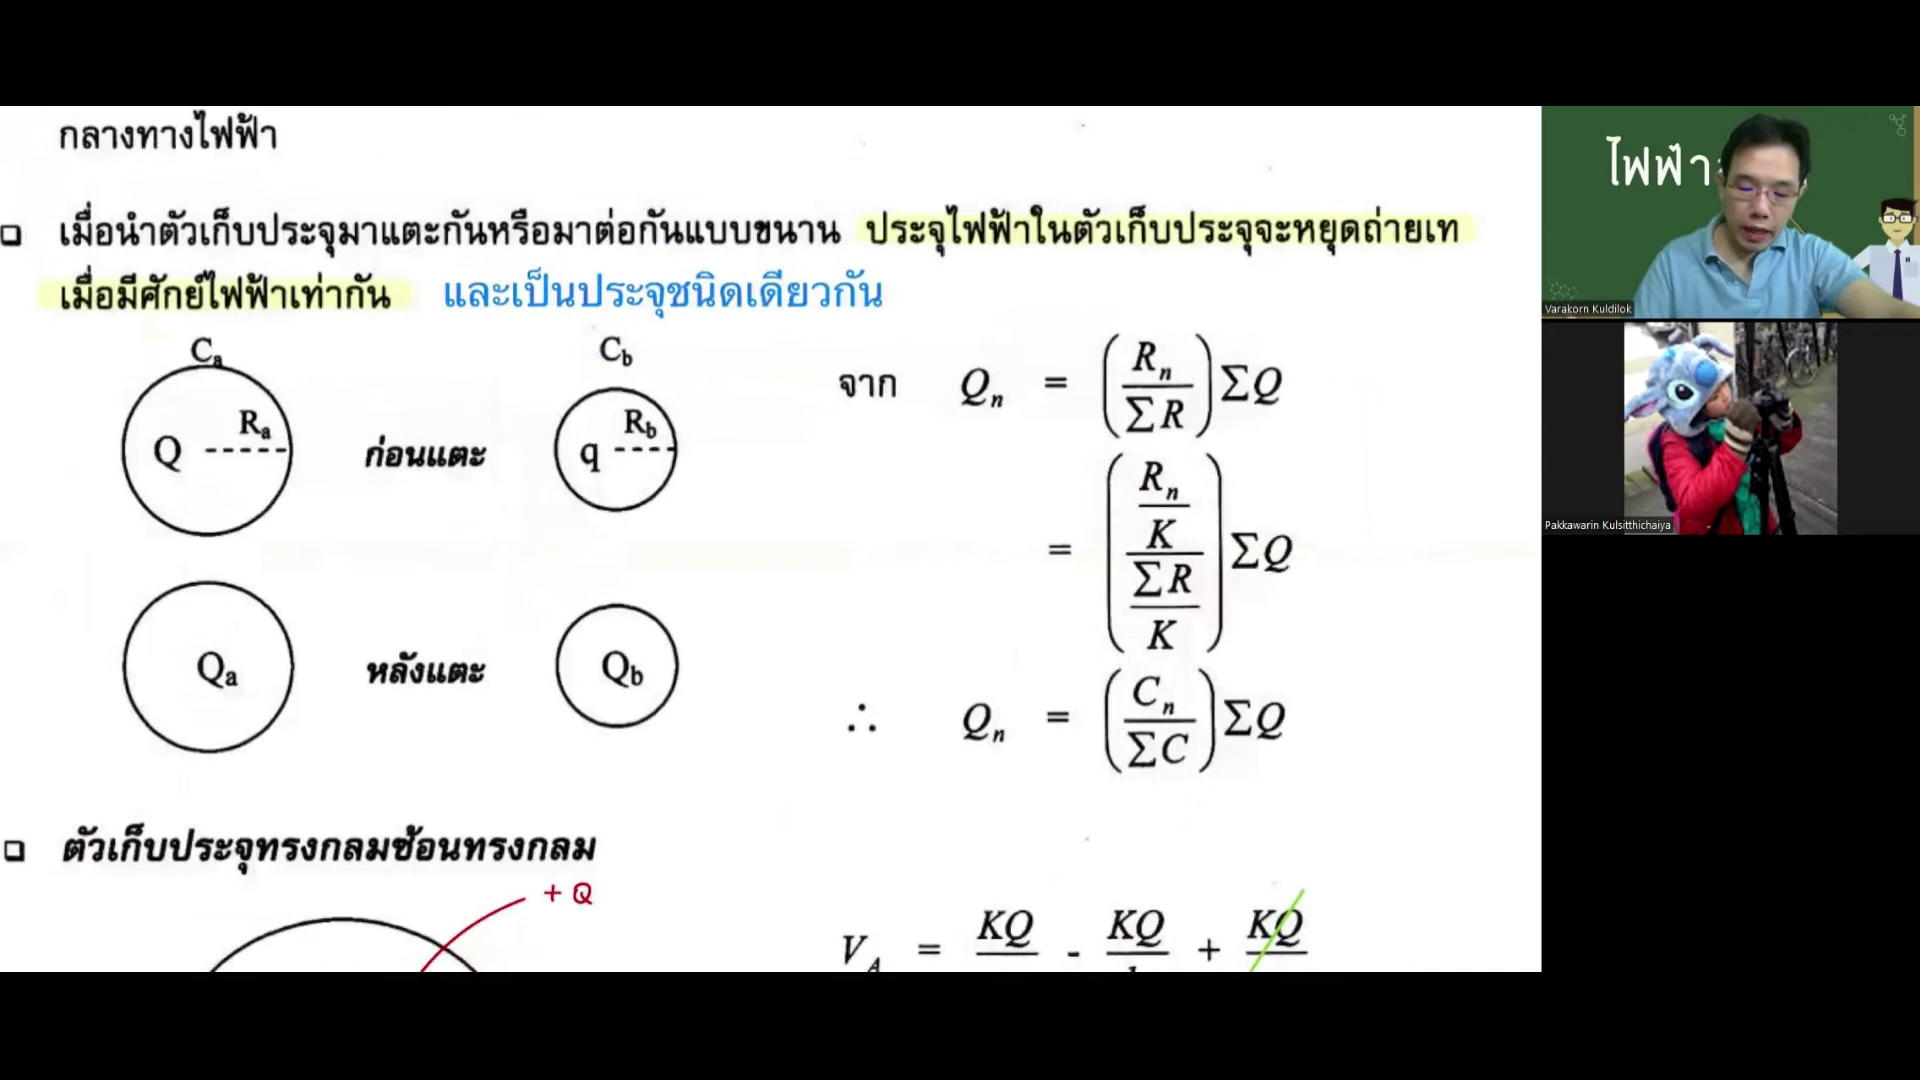 กลางทางไฟฟ้า
เมื่อนำตัวเก็บประจุมาแตะกันหรือมาต่อกันแบบขนาน ประจุไฟฟ้าในตัวเก็บประจุจะหยุดถ่ายเท
เมื่อมีศักย์ไฟฟ้าเท่ากัน และเป็นประจุชนิดเดียวกัน
Ca Cb
Q Ra ก่อนแตะ q Rb
Qa หลังแตะ Qb
จาก Qn = (Rn / ΣR) ΣQ
= ((Rn / K) / (ΣR / K)) ΣQ
∴ Qn = (Cn / ΣC) ΣQ
ตัวเก็บประจุทรงกลมซ้อนทรงกลม
+ Q
VA = KQ - KQ + KQ
ไฟฟ้า
Varakorn Kuldilok
Pakkawarin Kulsitthichaiya